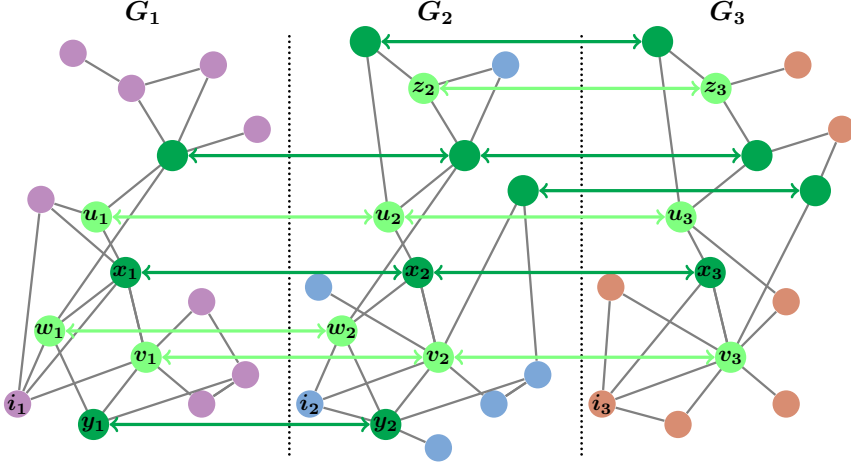 G₁ G₂ G₃
z₂ z₃
u₁ u₂ u₃
x₁ x₂ x₃
w₁ w₂
v₁ v₂ v₃
i₁ i₂ i₃
y₁ y₂